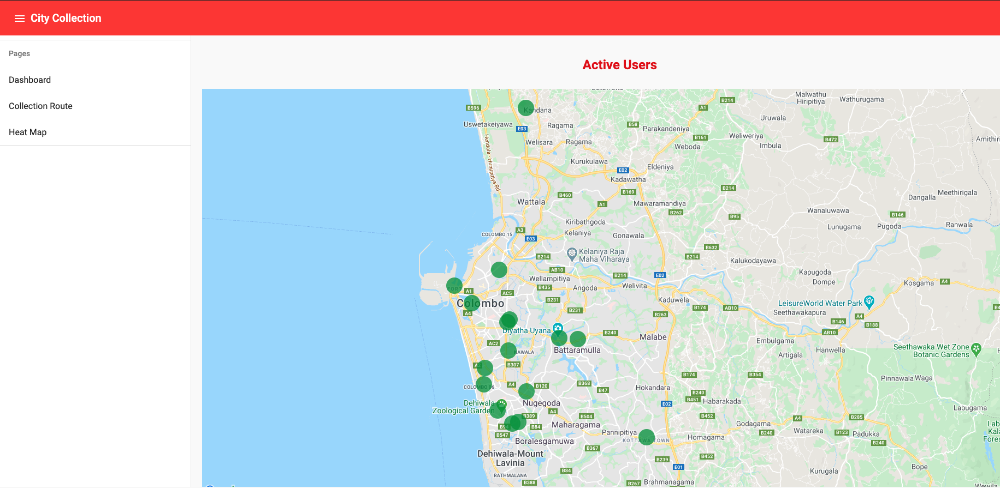 City Collection
Pages
Dashboard
Collection Route
Heat Map
Active Users
B214
Malwathu
Hiripitiya
Wathurugama
B596
Kandana
A1
Uswetakeiyawa
E03
Ragama
B58
Parakandeniya
Uruwala
Welisara
Ragama
B161
Weliweriya
B472
Weboda
Imbula
Hendala - Hunupitiya Rd
Kurukulawa
E02
Eldeniya
Kadawatha
B460
B169
B214
Meethirigala
Dangalla
Wattala
A1
Mawaramandiya
B262
Wanaluwawa
B146
B95
Kiribathgoda
Lunugama
Pugoda
Ranwala
COLOMBO 15
A3
Kelaniya
Gonawala
E03
B632
Kelaniya Raja
Maha Viharaya
B214
B214
Kalukodayawa
AB10
B214
E02
Kapugoda
Wellampitiya
Dompe
A4
Kosgama
FORT
A1
B435
Angoda
Welivita
AC5
Colombo
B231
Kaduwela
LeisureWorld Water Park
A4
B231
B174
AB10
Seethawakapura
B263
A4
B146
B188
Diyatha Uyana
B240
AB10
AC2
Malabe
Embulgama
NAWALA
Battaramulla
Hanwella
Seethawaka Wet Zone
Botanic Gardens
Artigala
B307
B174
B354
Pinnawala Waga
COLOMBO 06
A4
B120
B368
B47
Hokandara
B240
B451
Habarakada
Dehiwala
Zoological Garden
Nugegoda
E02
Labugama
A4
B389
B504
B452
A4
B285
B84
Maharagama
Godagama
B547
Pannipitiya
B240
Watareka
B123
Padukka
KOTTAWA TOWN
Homagama
B240
Boralesgamuwa
B367
Dehiwala-Mount
Lavinia
B452
B239
E01
B84
Kurugala
Bope
RATHMALANA
B388
B267
Brahmanagama